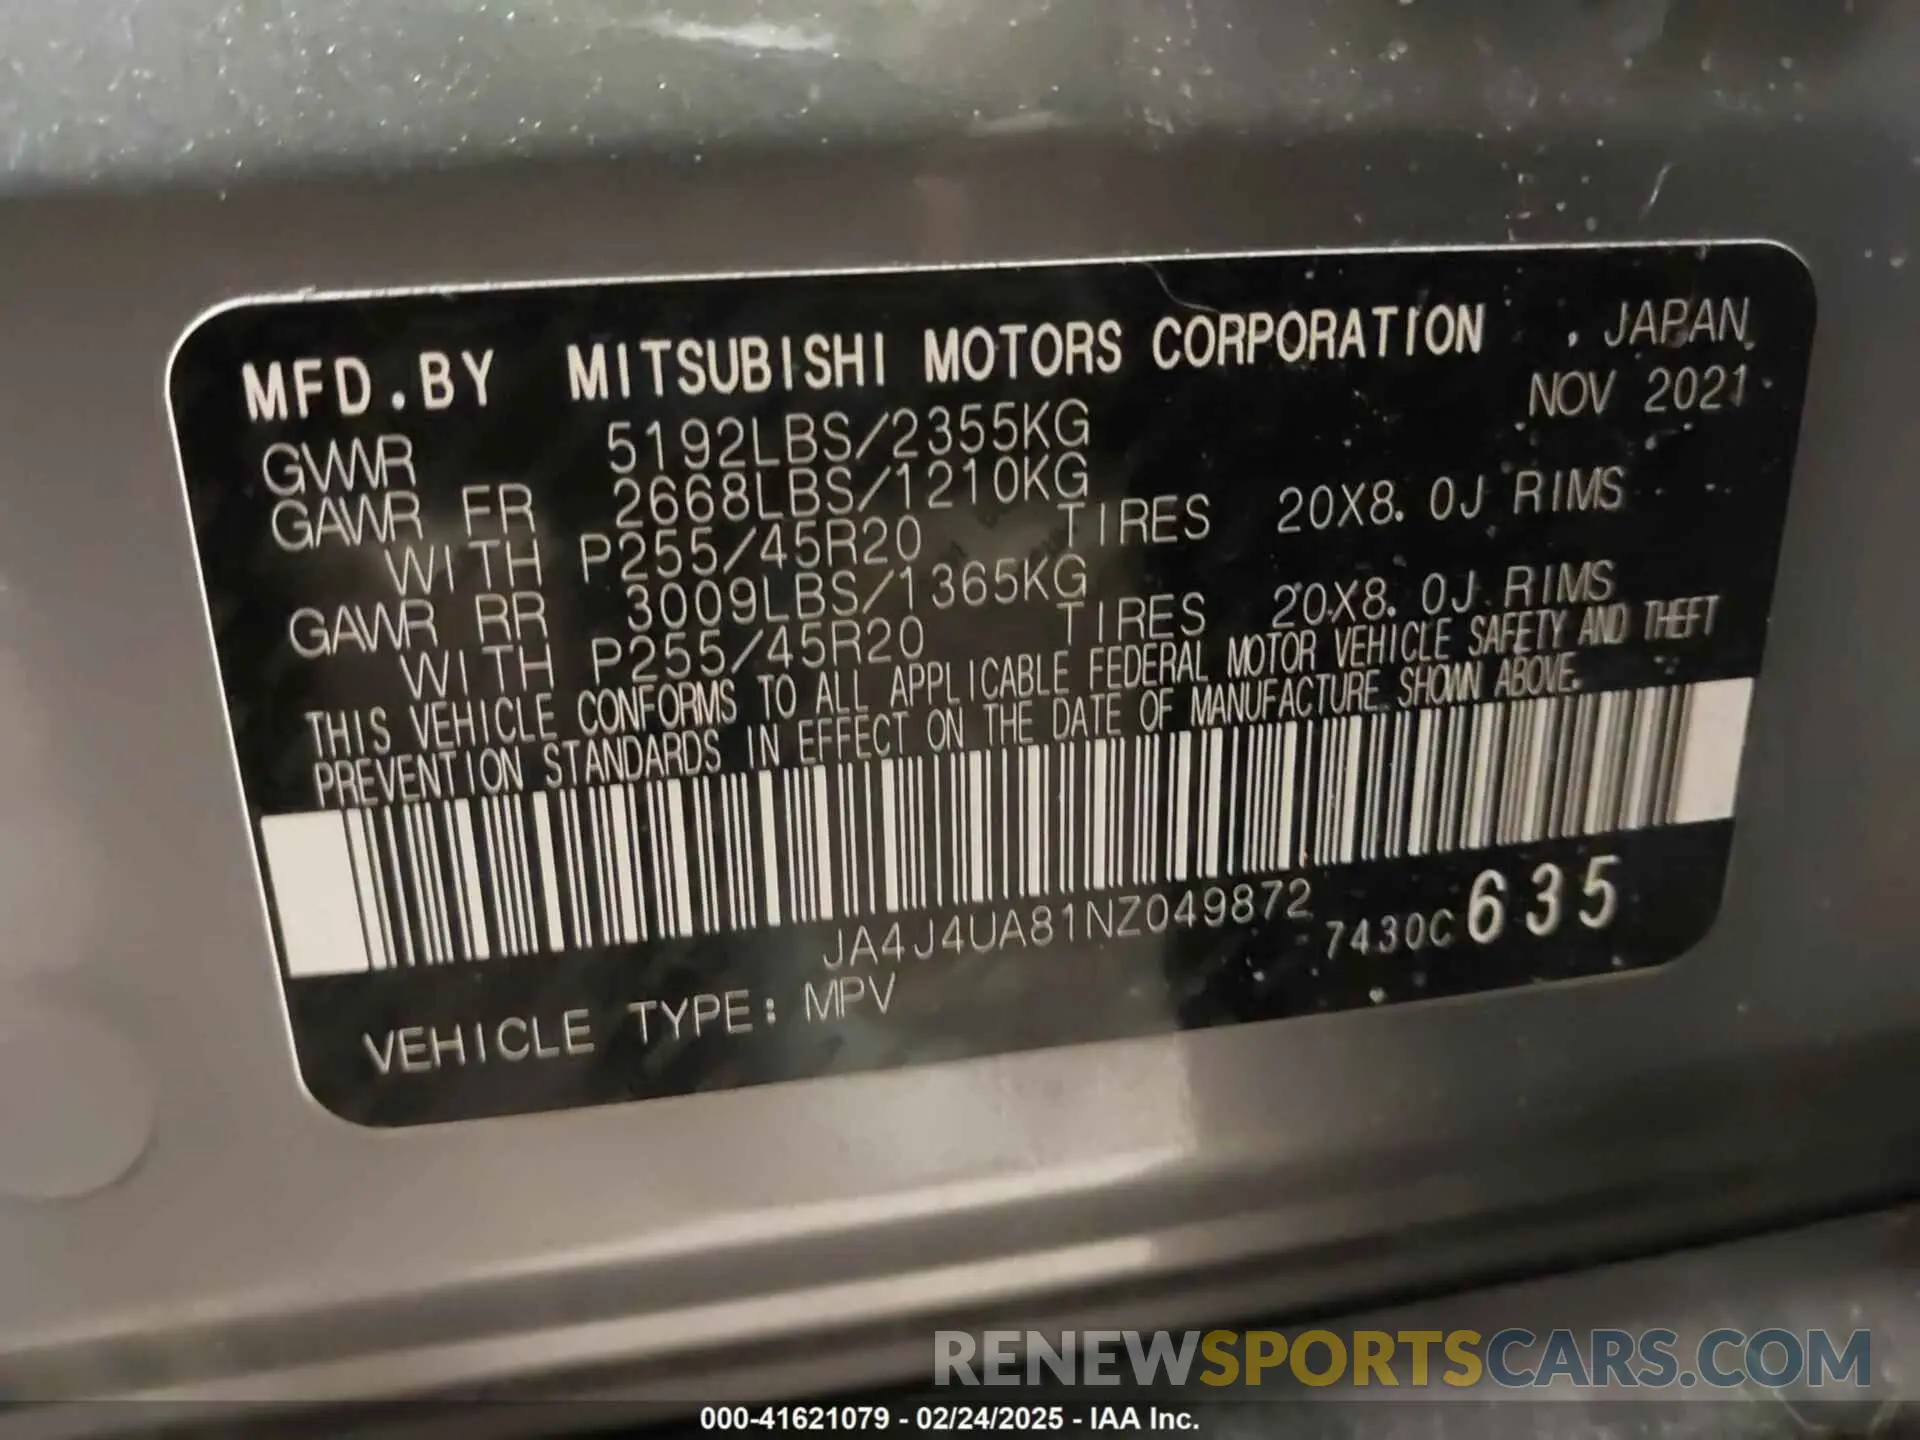 MFD.BY MITSUBISHI MOTORS CORPORATION , JAPAN
NOV 2021
GVWR 5192LBS/2355KG
GAWR FR 2668LBS/1210KG
WITH P255/45R20 TIRES 20X8.0J RIMS
GAWR RR 3009LBS/1365KG
WITH P255/45R20 TIRES 20X8.0J RIMS
THIS VEHICLE CONFORMS TO ALL APPLICABLE FEDERAL MOTOR VEHICLE SAFETY AND THEFT
PREVENTION STANDARDS IN EFFECT ON THE DATE OF MANUFACTURE SHOWN ABOVE.
JA4J4UA81NZ049872
7430C 635
VEHICLE TYPE: MPV
RENEWSPORTSCARS.COM
000-41621079 - 02/24/2025 - IAA Inc.